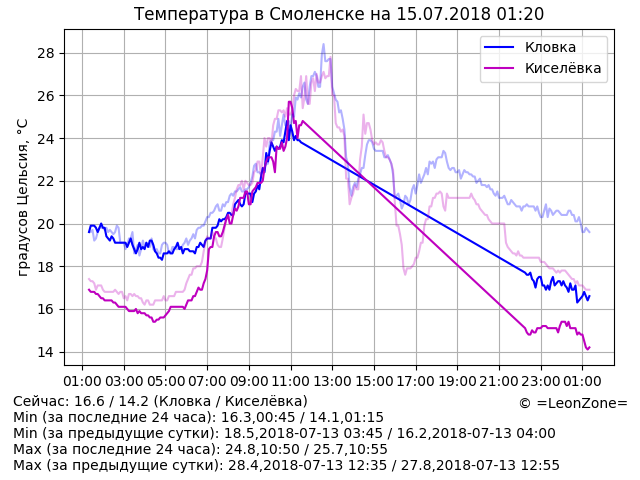 Температура в Смоленске на 15.07.2018 01:20
градусов Цельсия, °C
28
26
24
22
20
18
16
14
Кловка
Киселёвка
01:00 03:00 05:00 07:00 09:00 11:00 13:00 15:00 17:00 19:00 21:00 23:00 01:00
Сейчас: 16.6 / 14.2 (Кловка / Киселёвка)
© =LeonZone=
Min (за последние 24 часа): 16.3,00:45 / 14.1,01:15
Min (за предыдущие сутки): 18.5,2018-07-13 03:45 / 16.2,2018-07-13 04:00
Max (за последние 24 часа): 24.8,10:50 / 25.7,10:55
Max (за предыдущие сутки): 28.4,2018-07-13 12:35 / 27.8,2018-07-13 12:55